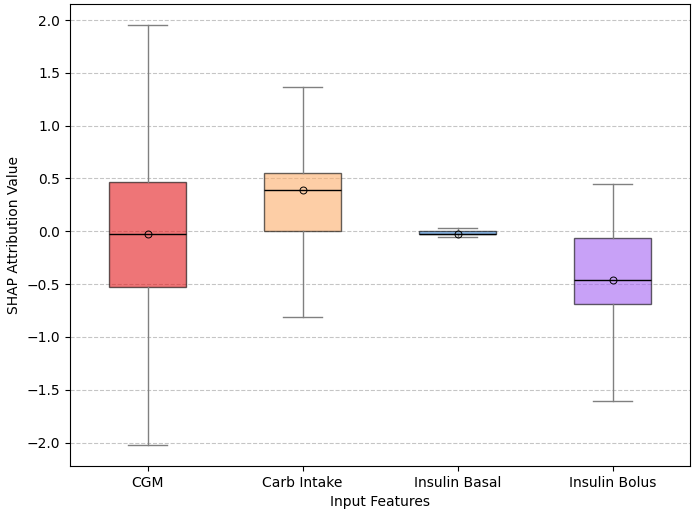 SHAP Attribution Value
2.0
1.5
1.0
0.5
0.0
−0.5
−1.0
−1.5
−2.0
CGM
Carb Intake
Insulin Basal
Insulin Bolus
Input Features